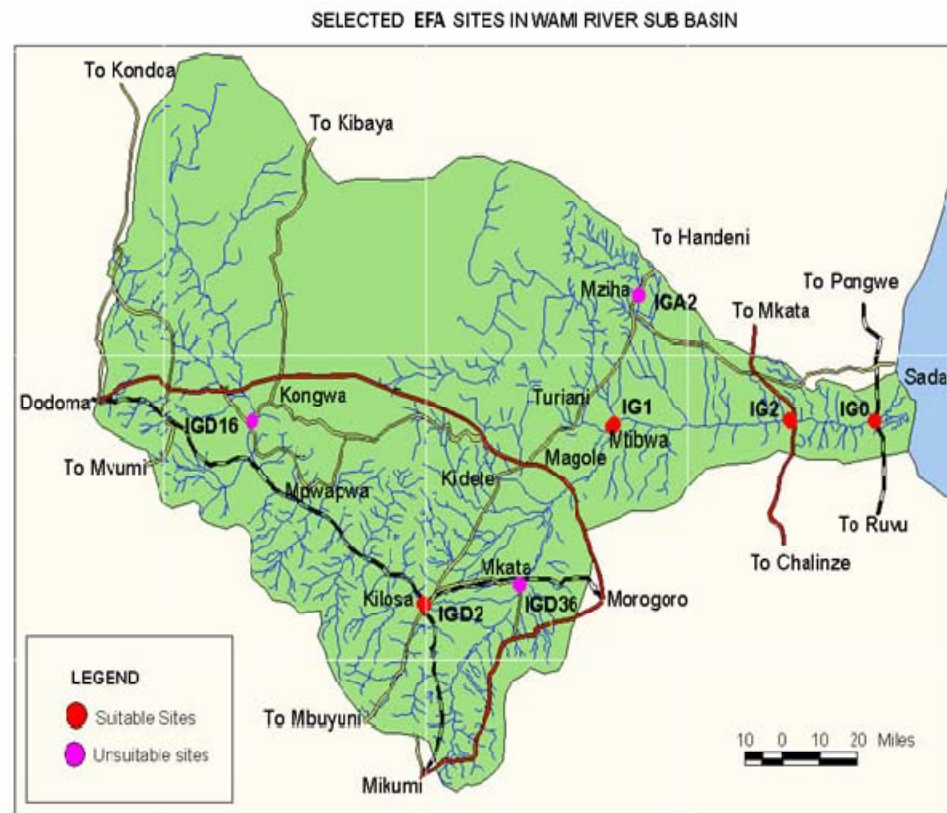 SELECTED EFA SITES IN WAMI RIVER SUB BASIN
To Kondoa
To Kibaya
To Handeni
Mziha
IGA2
To Pongwe
To Mkata
Sada
Dodoma
Kongwa
IGD16
Turiani
IG1
Mtibwa
IG2
IG0
To Mvumi
Mpwapwa
Kidete
Magole
To Ruvu
To Chalinze
Mkata
Kilosa
IGD2
IGD36
Morogoro
LEGEND
Suitable Sites
Ursuitable sites
To Mbuyuni
Mikumi
10 0 10 20 Miles